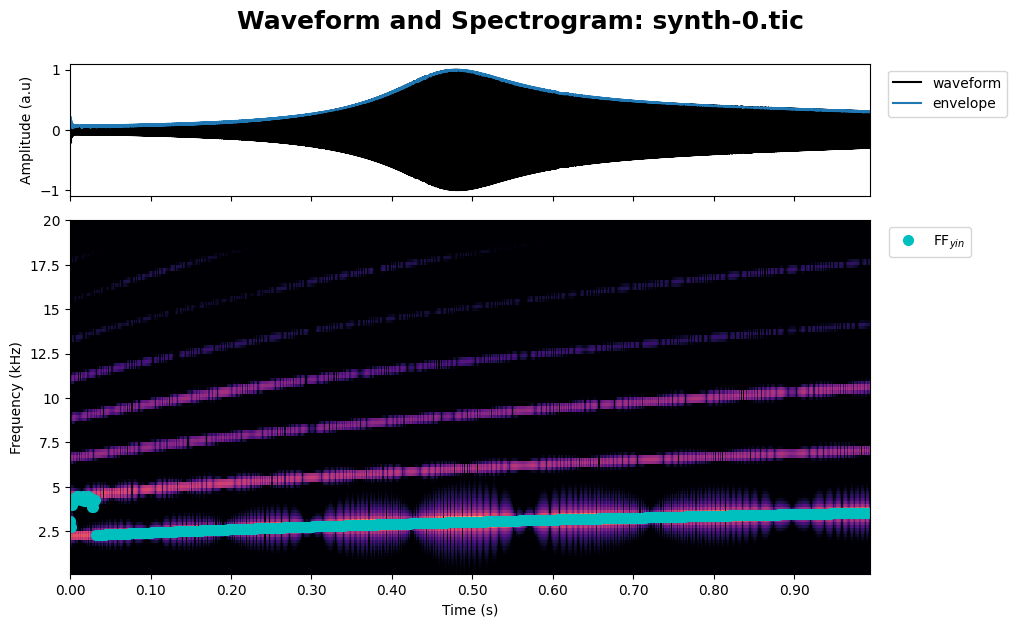 Waveform and Spectrogram: synth-0.tic
Amplitude (a.u)
1
0
−1
waveform
envelope
Frequency (kHz)
20
17.5
15
12.5
10
7.5
5
2.5
FFyin
0.00 0.10 0.20 0.30 0.40 0.50 0.60 0.70 0.80 0.90
Time (s)